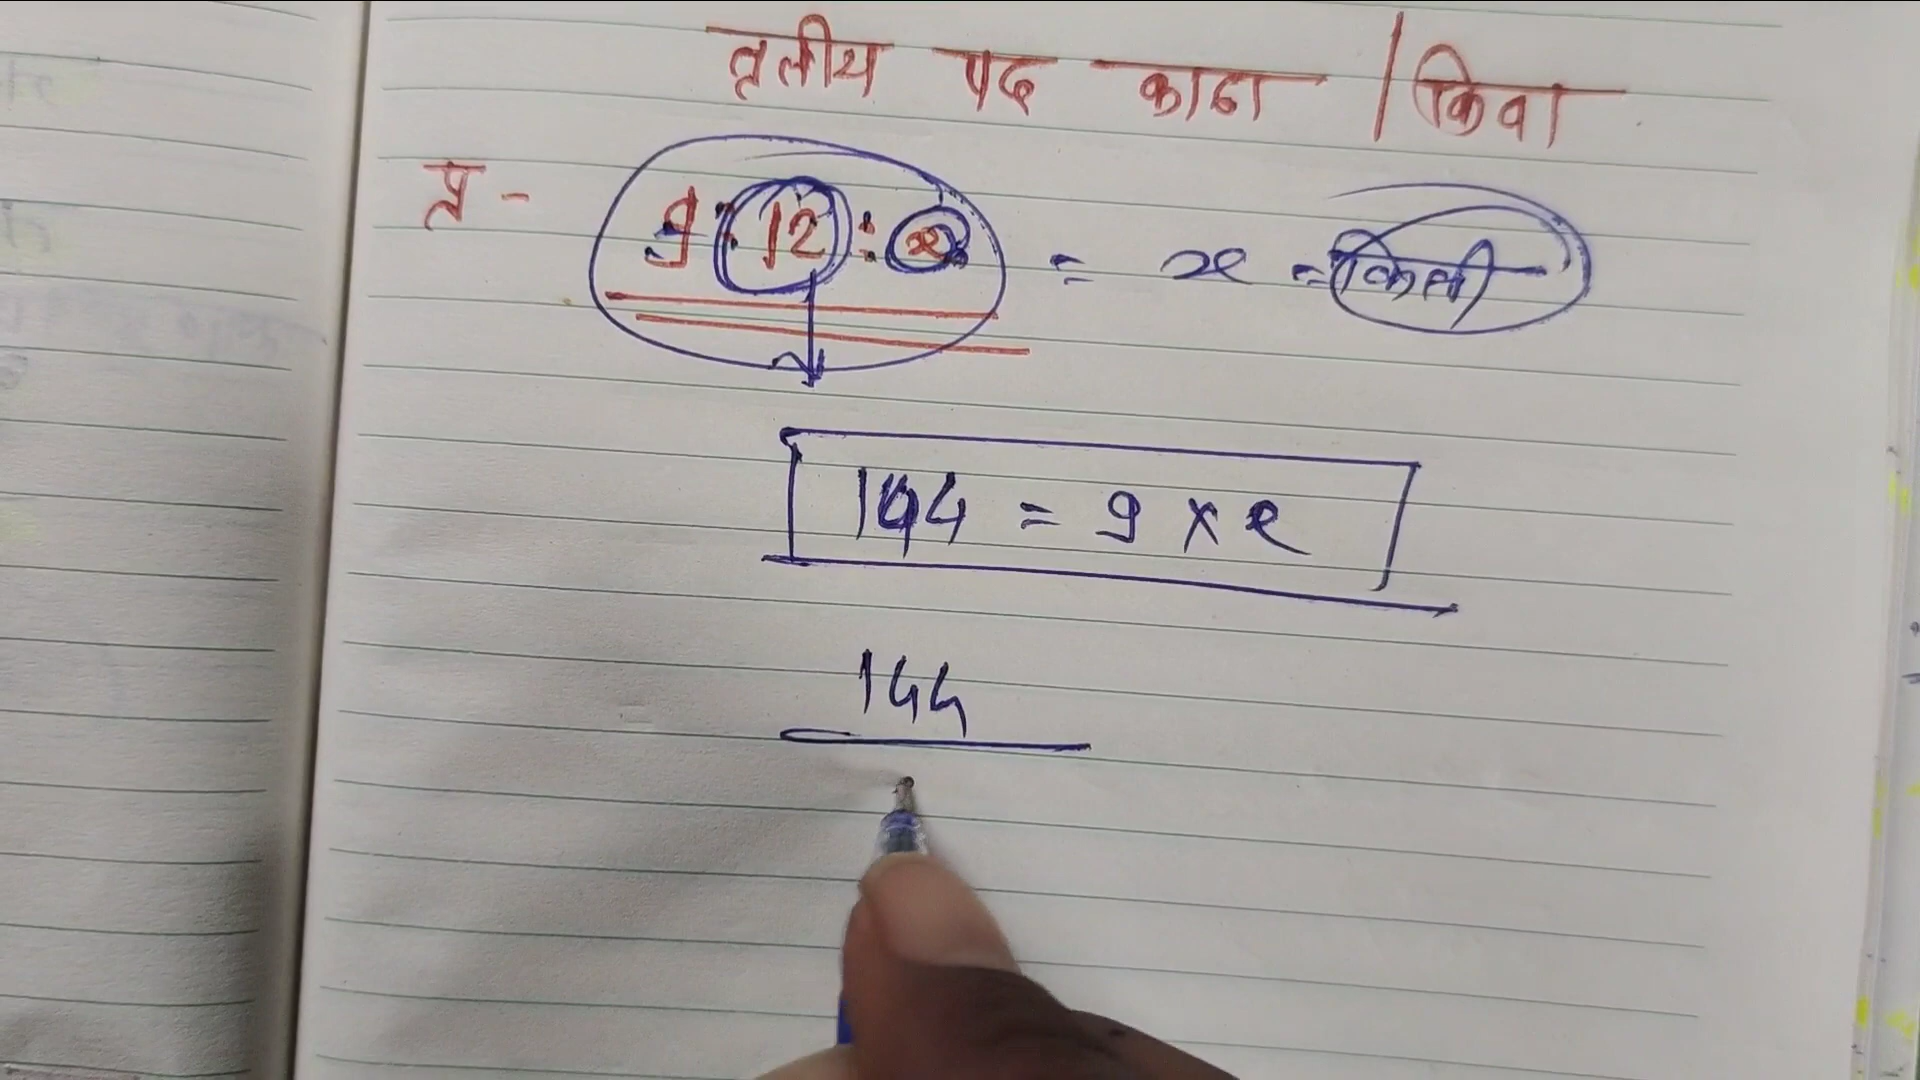 तृतीय पद काढा / किंवा
प्र - 9 : 12 : x = x = किती
144 = 9 × x
144